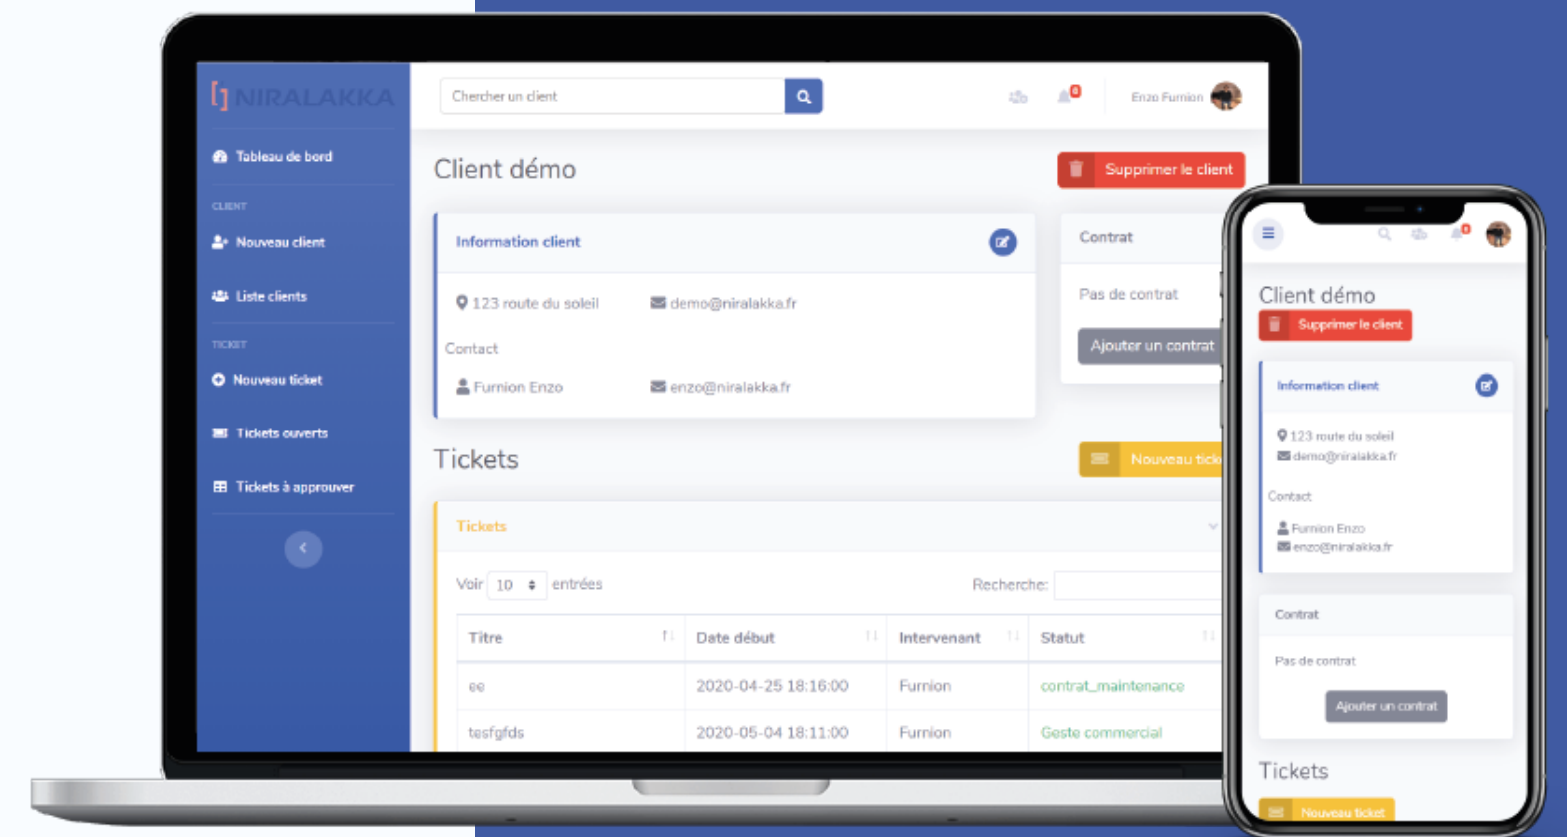 NIRALAKKA
Tableau de bord
CLIENT
Nouveau client
Liste clients
TICKET
Nouveau ticket
Tickets ouverts
Tickets à approuver
Chercher un client
Enzo Furnion
Client démo
Supprimer le client
Information client
123 route du soleil demo@niralakka.fr
Contact
Furnion Enzo enzo@niralakka.fr
Contrat
Pas de contrat
Ajouter un contrat
Tickets
Nouveau tick
Tickets
Voir 10 entrées Recherche:
Titre Date début Intervenant Statut
ee 2020-04-25 18:16:00 Furnion contrat_maintenance
tesfgfds 2020-05-04 18:11:00 Furnion Geste commercial
Client démo
Supprimer le client
Information client
123 route du soleil
demo@niralakka.fr
Contact
Furnion Enzo
enzo@niralakka.fr
Contrat
Pas de contrat
Ajouter un contrat
Tickets
Nouveau ticket